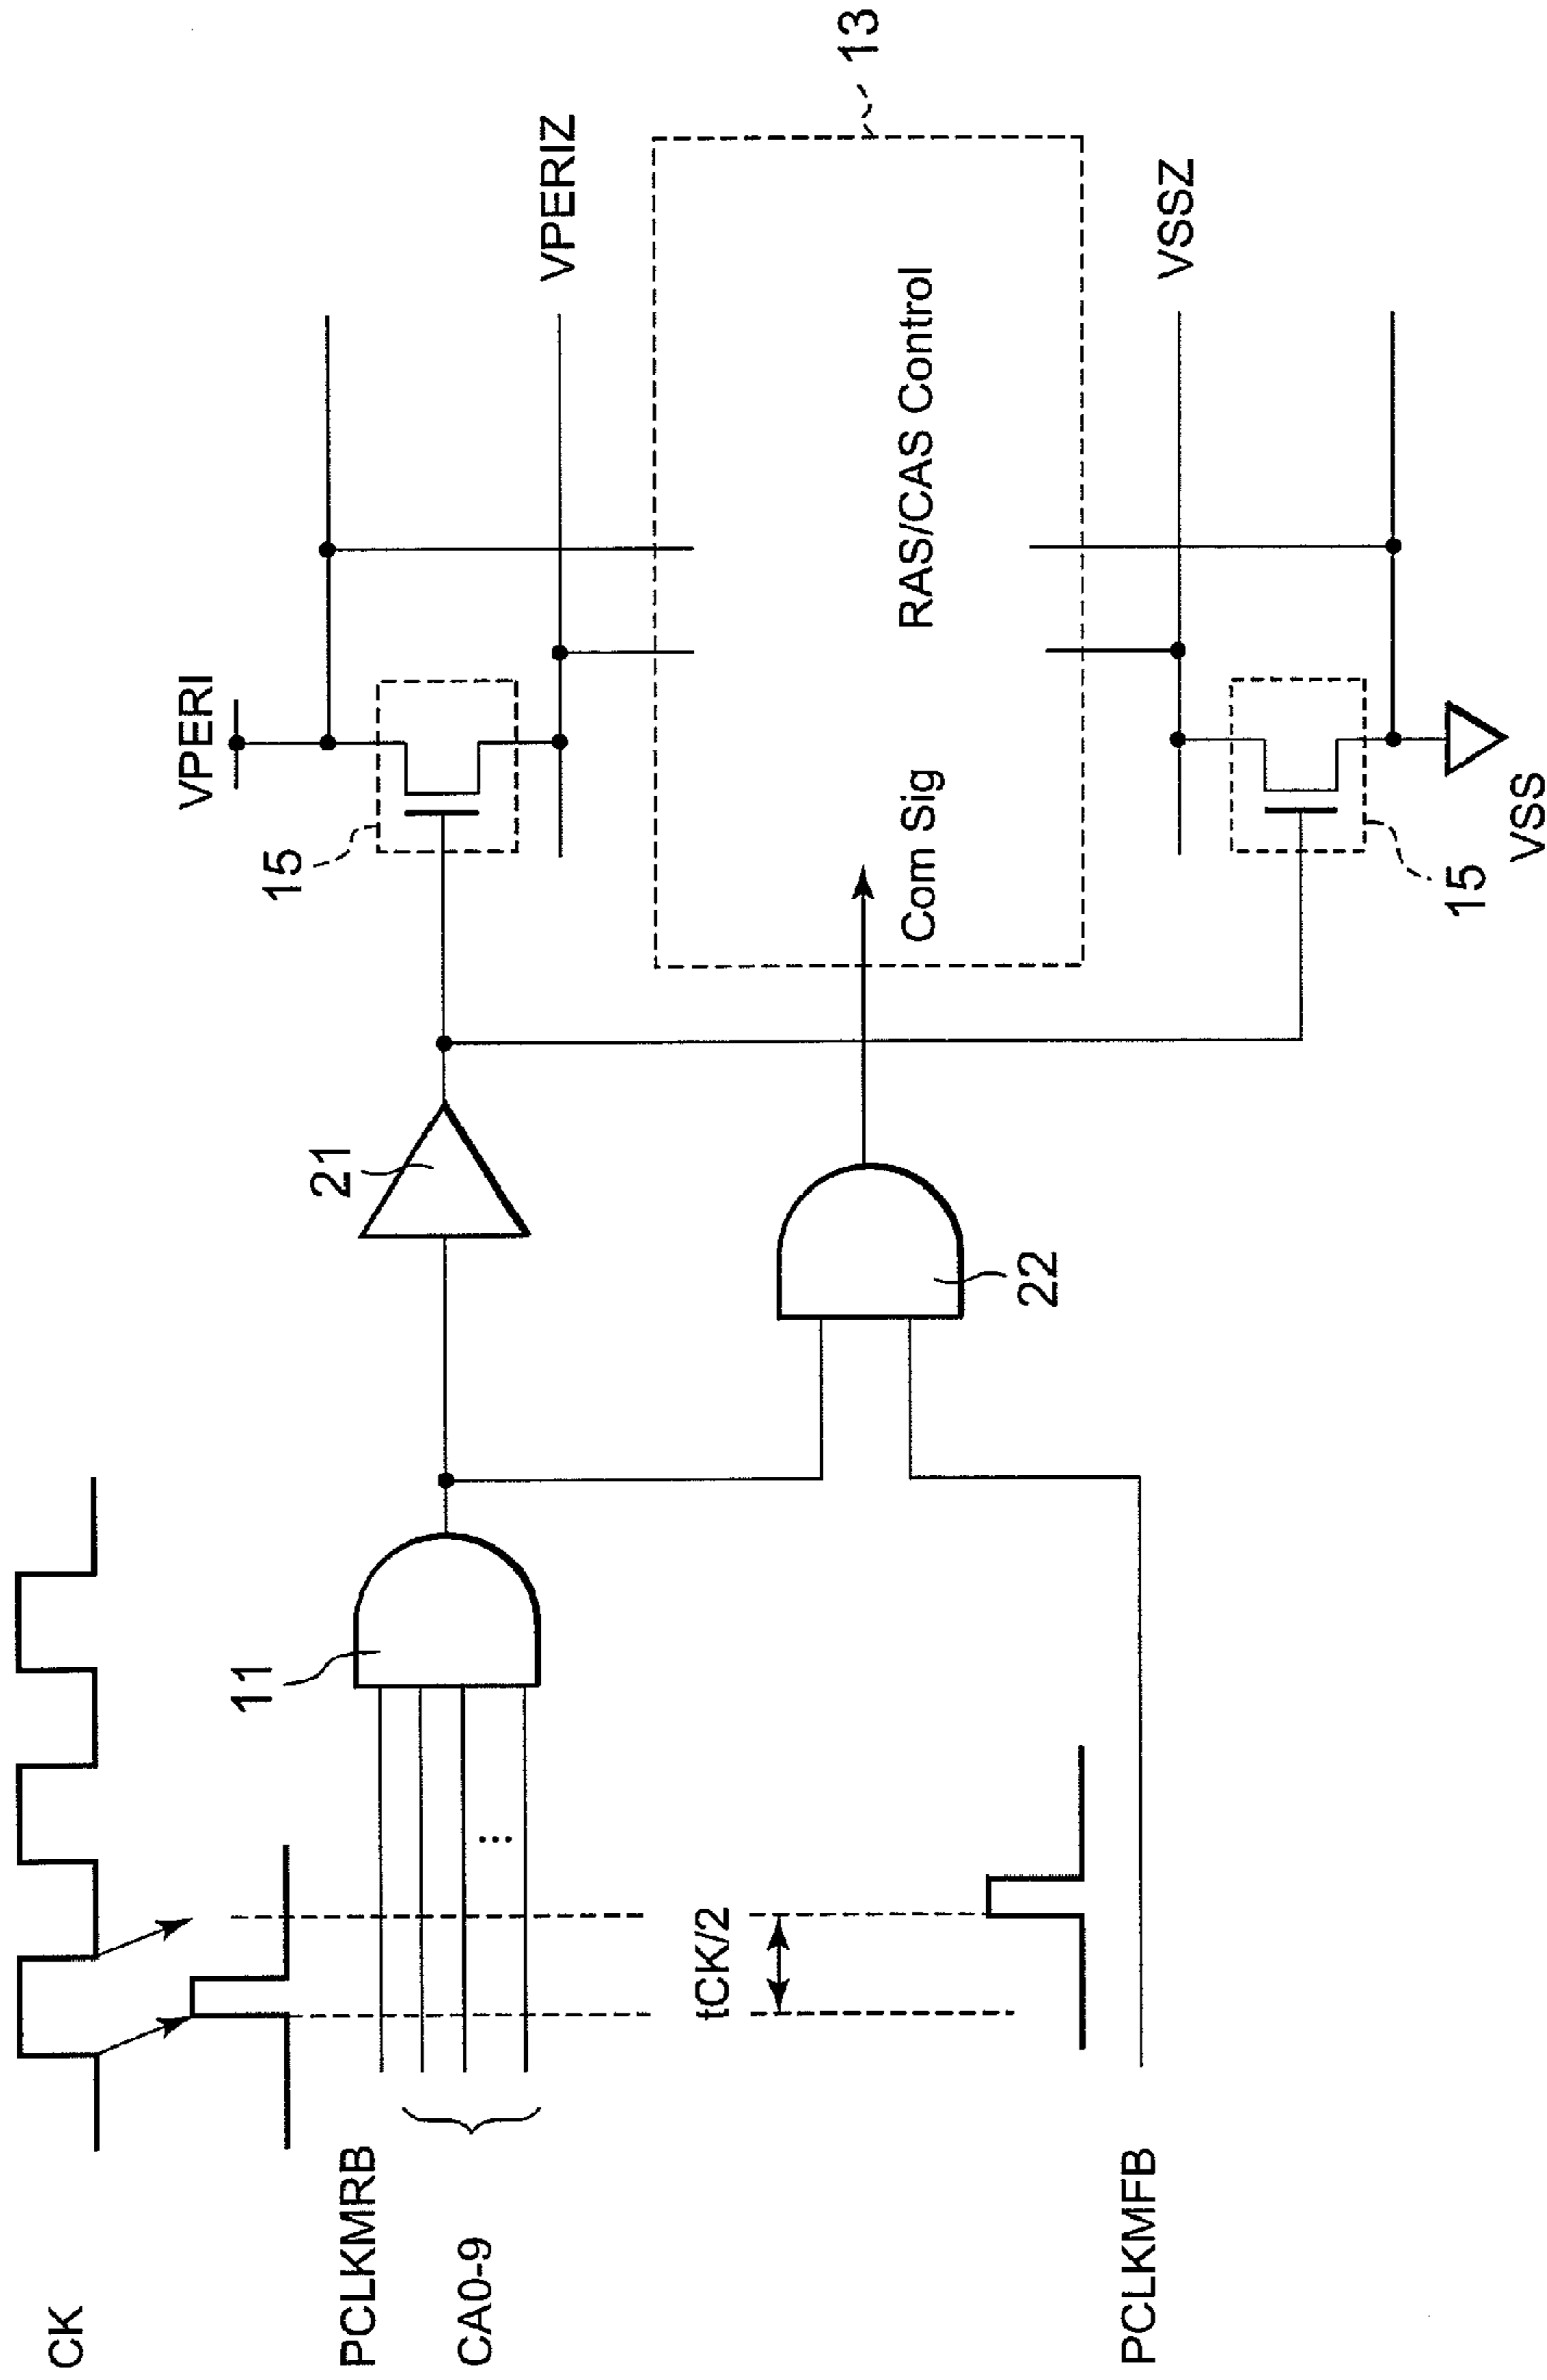 CK
PCLKMRB
CA0-9
PCLKMFB
tCK/2
...
11
21
22
15
VPERI
VPERIZ
Com Sig
RAS/CAS Control
13
VSSZ
15
VSS